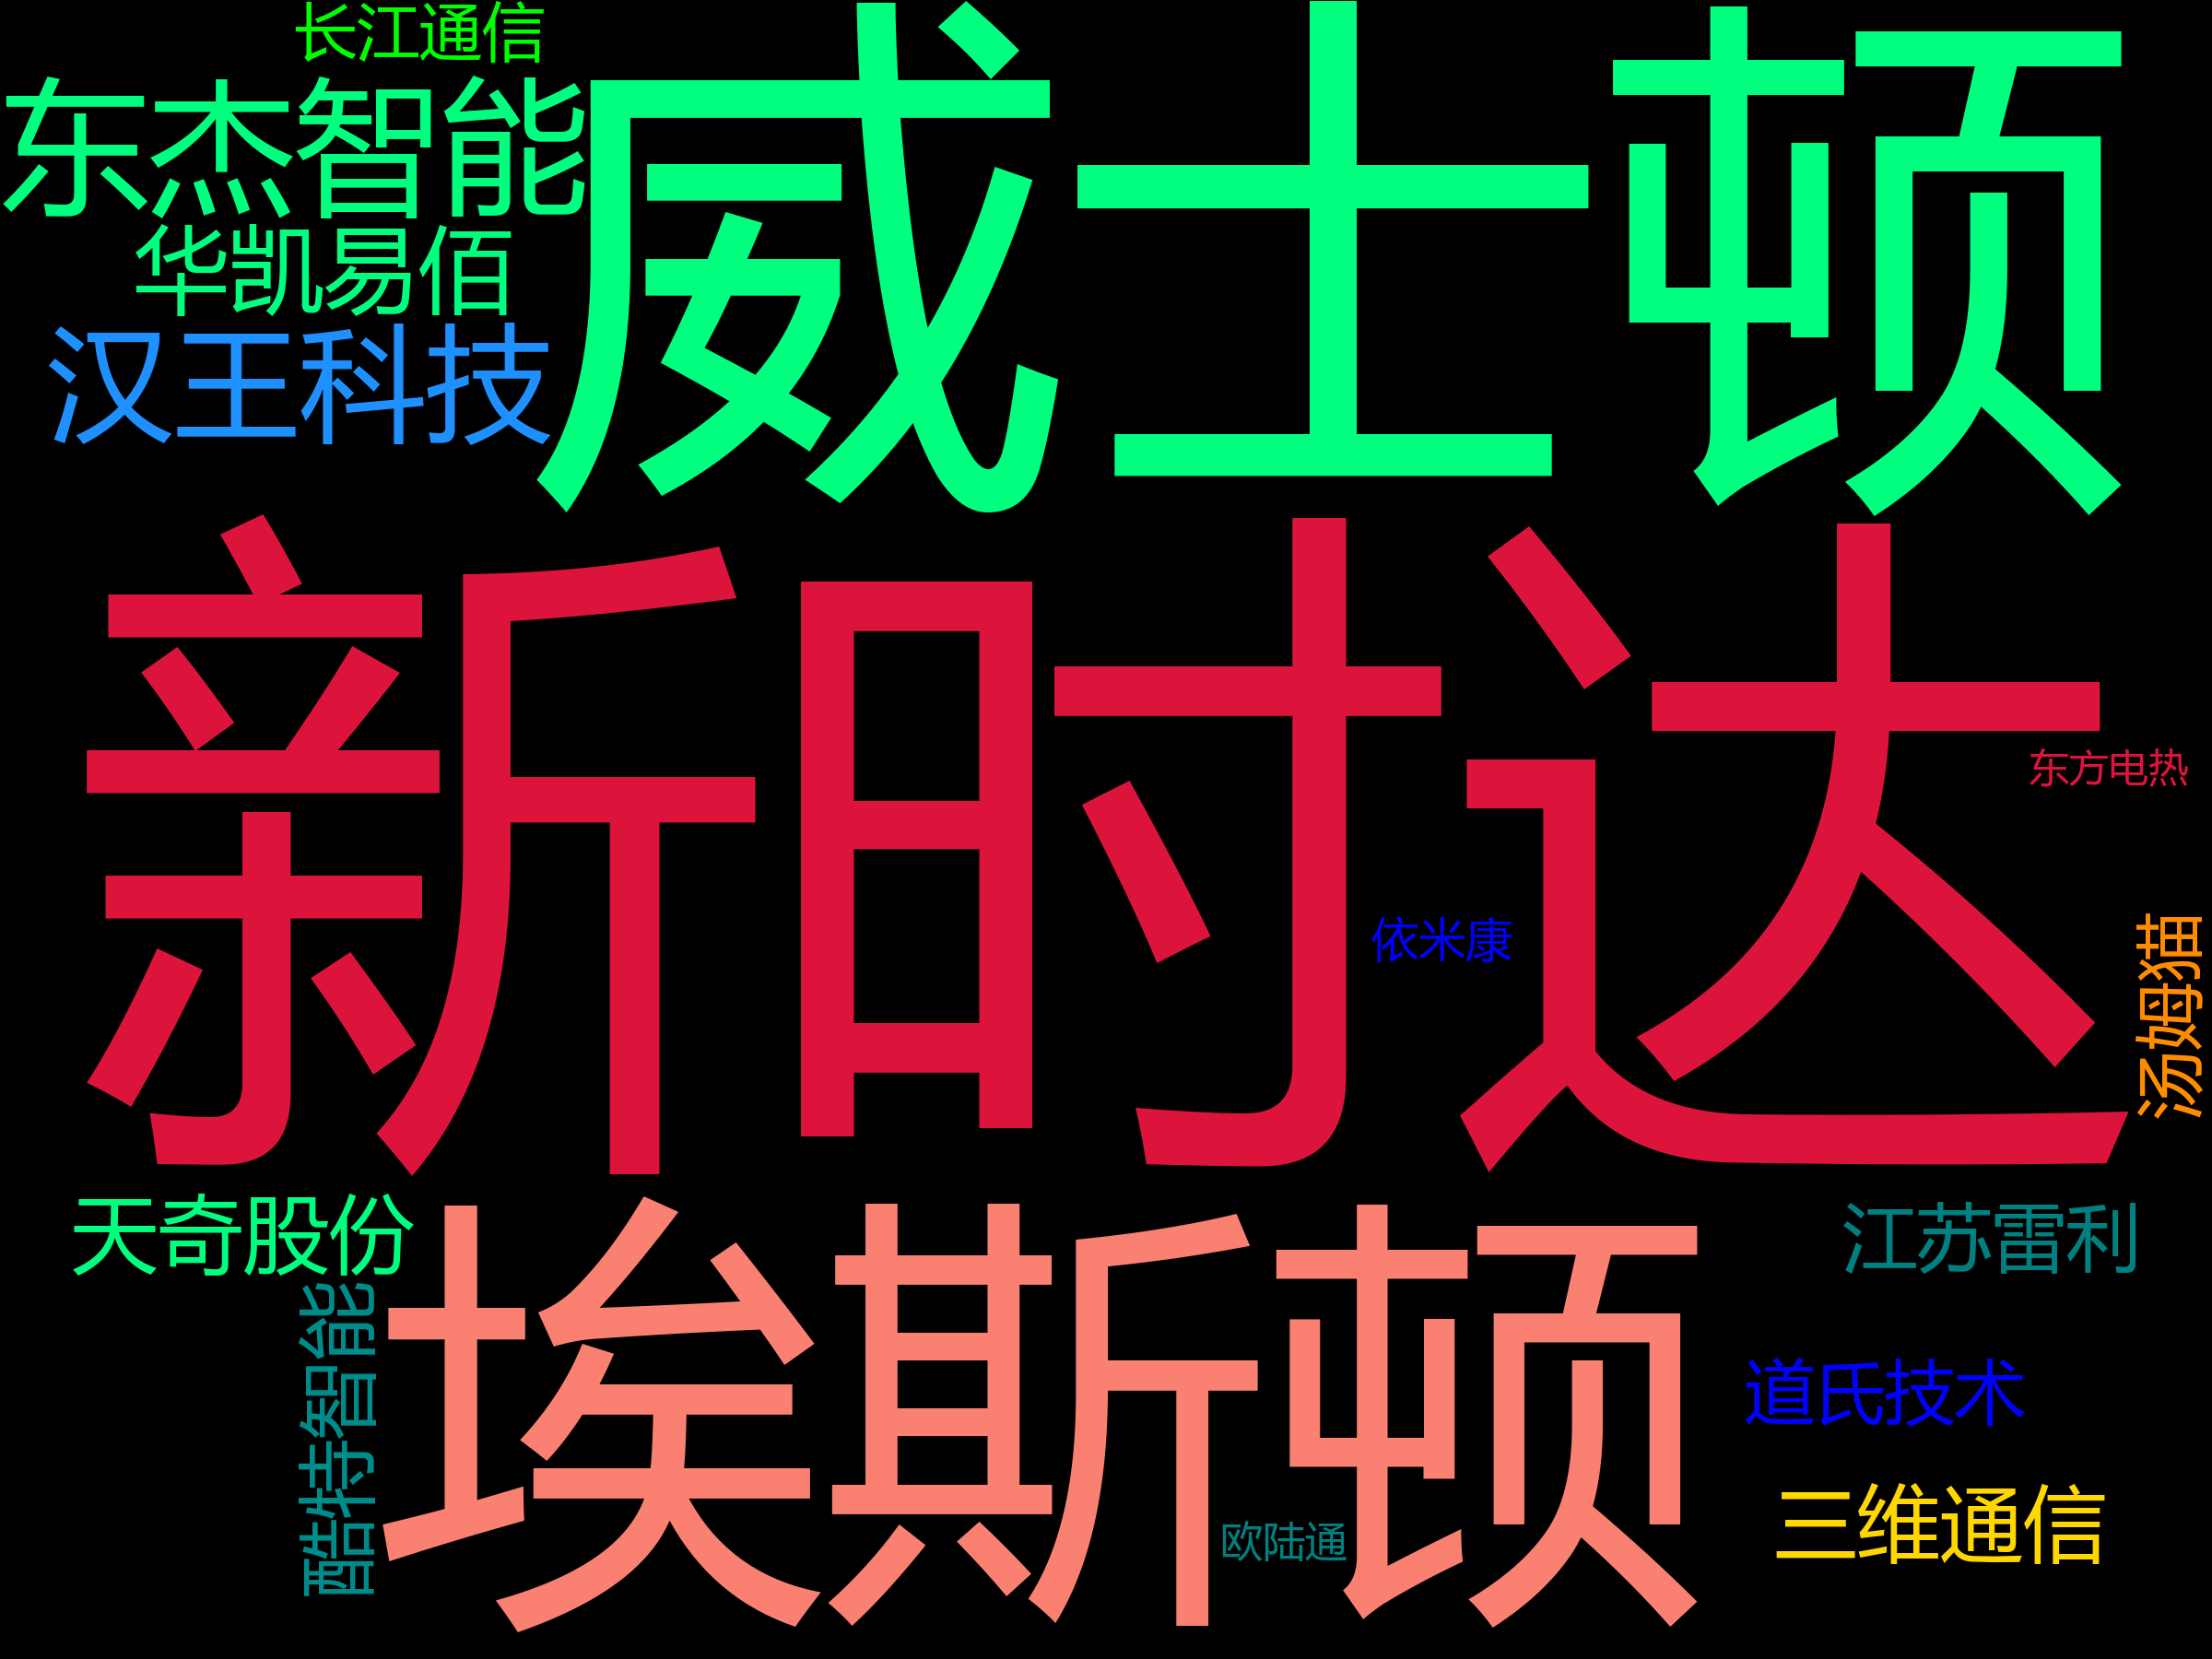 长江通信
东杰智能
威士顿
华凯易佰
汉王科技
新时达
东方电热
依米康
汤姆猫
天奇股份
埃斯顿
江苏雷利
酷特智能
道氏技术
三维通信
区防通